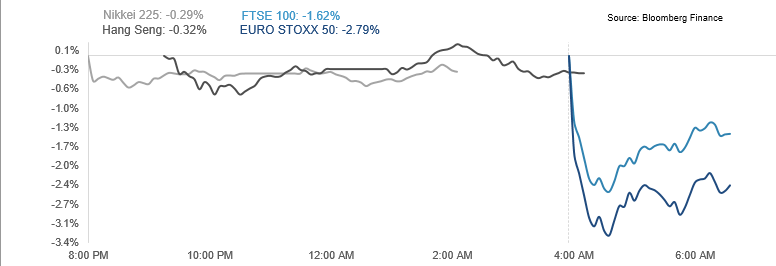 Nikkei 225: -0.29% FTSE 100: -1.62%
Source: Bloomberg Finance
Hang Seng: -0.32% EURO STOXX 50: -2.79%
0.1%
-0.3%
-0.6%
-1.0%
-1.3%
-1.7%
-2.0%
-2.4%
-2.7%
-3.1%
-3.4%
8:00 PM 10:00 PM 12:00 AM 2:00 AM 4:00 AM 6:00 AM